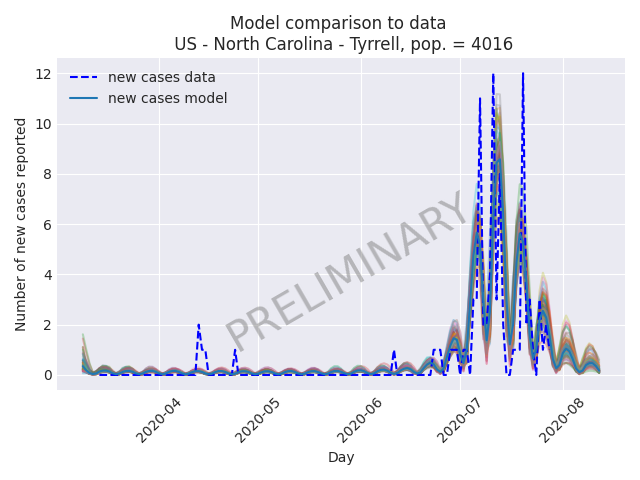 Model comparison to data
US - North Carolina - Tyrrell, pop. = 4016
new cases data
new cases model
12
10
8
6
4
2
0
Number of new cases reported
PRELIMINARY
2020-04
2020-05
2020-06
2020-07
2020-08
Day